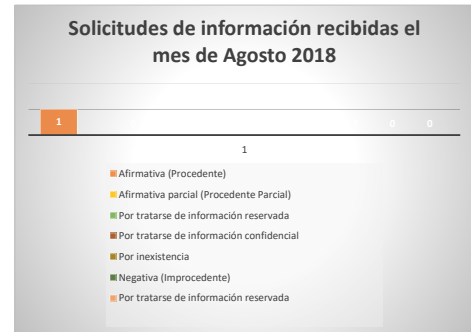 Solicitudes de información recibidas el
mes de Agosto 2018
1 0 0
1
Afirmativa (Procedente)
Afirmativa parcial (Procedente Parcial)
Por tratarse de información reservada
Por tratarse de información confidencial
Por inexistencia
Negativa (Improcedente)
Por tratarse de información reservada